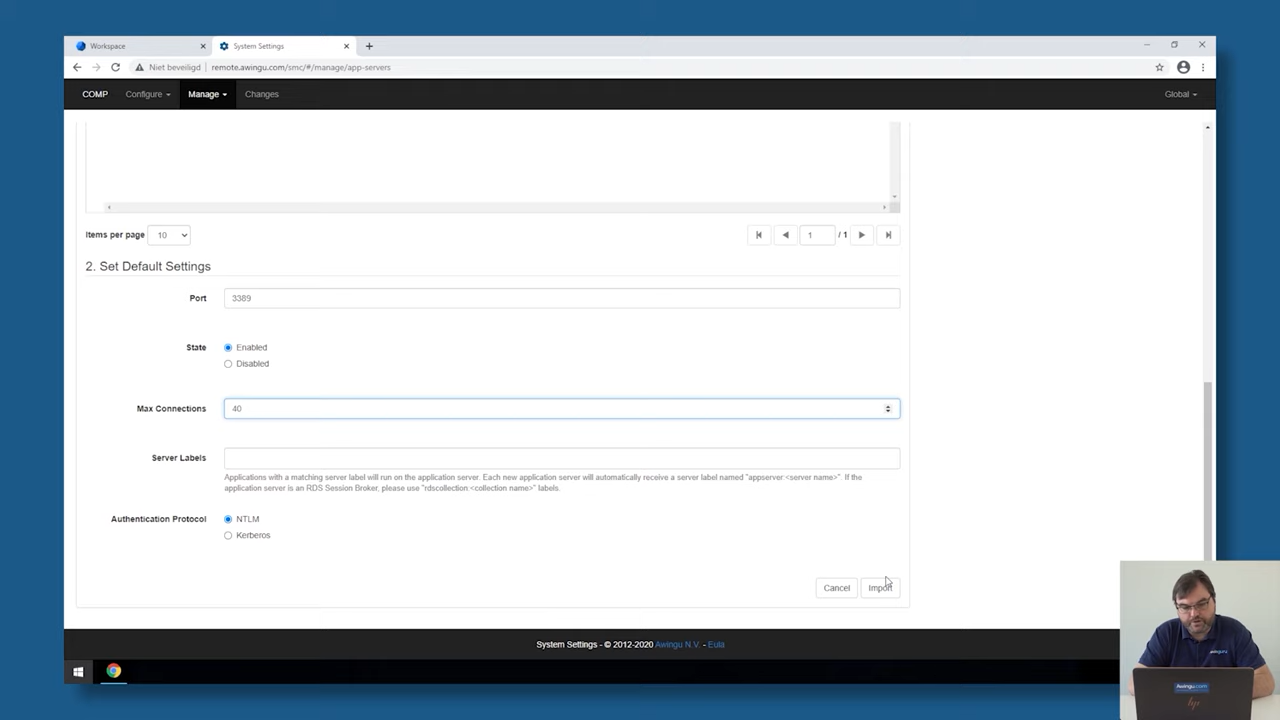 Workspace
System Settings
Niet beveiligd
remote.awingu.com/smc/#/manage/app-servers
COMP
Configure
Manage
Changes
Global
Items per page
10
1
/ 1
2. Set Default Settings
Port
3389
State
Enabled
Disabled
Max Connections
40
Server Labels
Applications with a matching server label will run on the application server. Each new application server will automatically receive a server label named "appserver:<server name>". If the
application server is an RDS Session Broker, please use "rdscollection:<collection name>" labels.
Authentication Protocol
NTLM
Kerberos
Cancel
Import
System Settings - © 2012-2020 Awingu N.V. - Eula
Awingu.com
hp